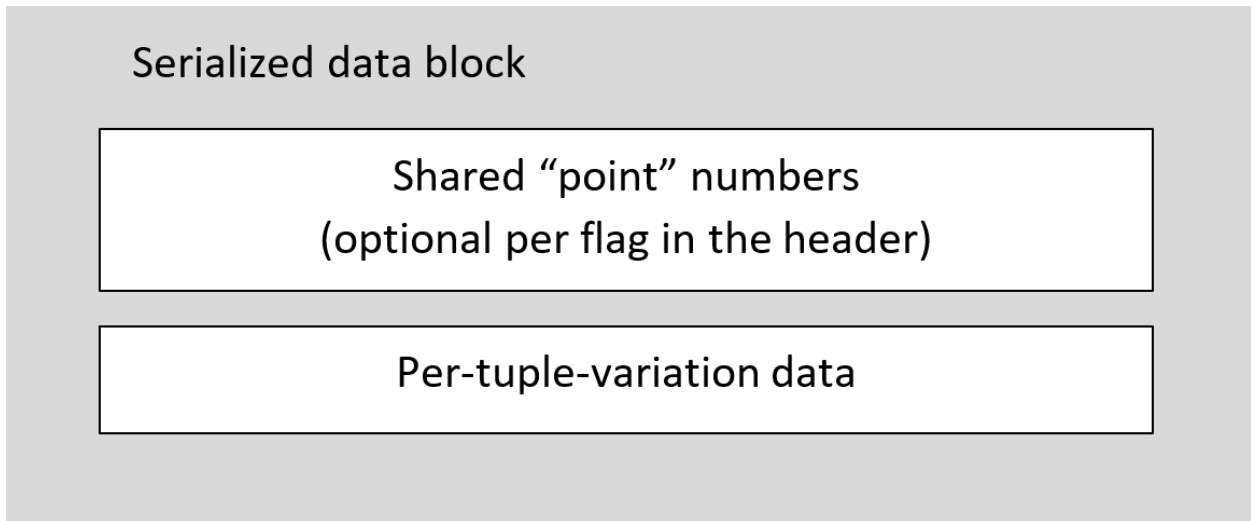 Serialized data block
Shared “point” numbers
(optional per flag in the header)
Per-tuple-variation data